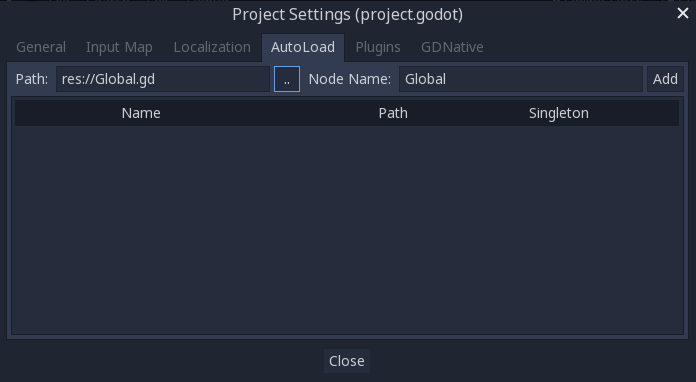 Project Settings (project.godot)
General Input Map Localization AutoLoad Plugins GDNative
Path: res://Global.gd .. Node Name: Global Add
Name Path Singleton
Close